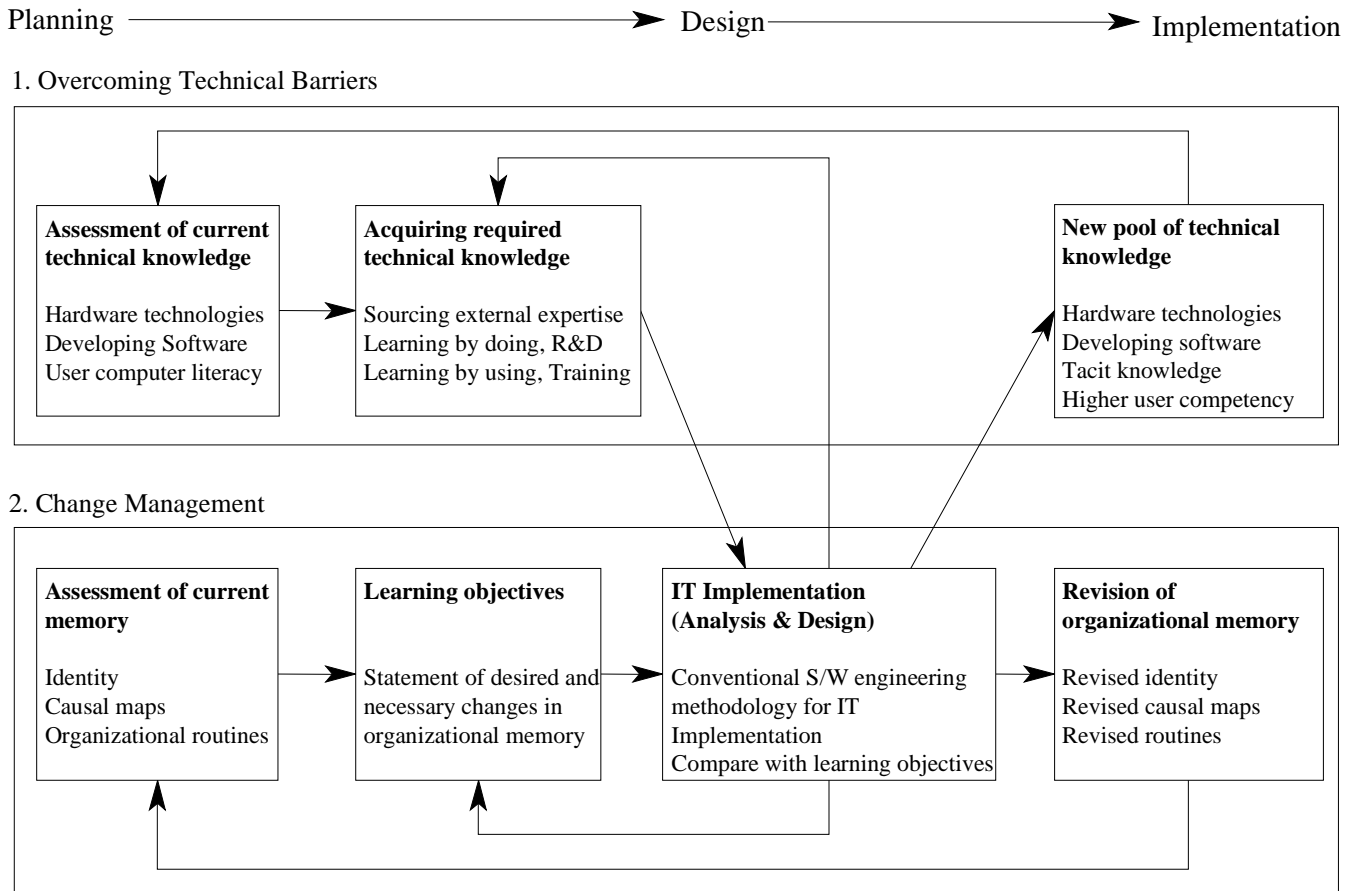 Planning
Design
Implementation
1. Overcoming Technical Barriers
Assessment of current
technical knowledge
Hardware technologies
Developing Software
User computer literacy
Acquiring required
technical knowledge
Sourcing external expertise
Learning by doing, R&D
Learning by using, Training
New pool of technical
knowledge
Hardware technologies
Developing software
Tacit knowledge
Higher user competency
2. Change Management
Assessment of current
memory
Identity
Causal maps
Organizational routines
Learning objectives
Statement of desired and
necessary changes in
organizational memory
IT Implementation
(Analysis & Design)
Conventional S/W engineering
methodology for IT
Implementation
Compare with learning objectives
Revision of
organizational memory
Revised identity
Revised causal maps
Revised routines